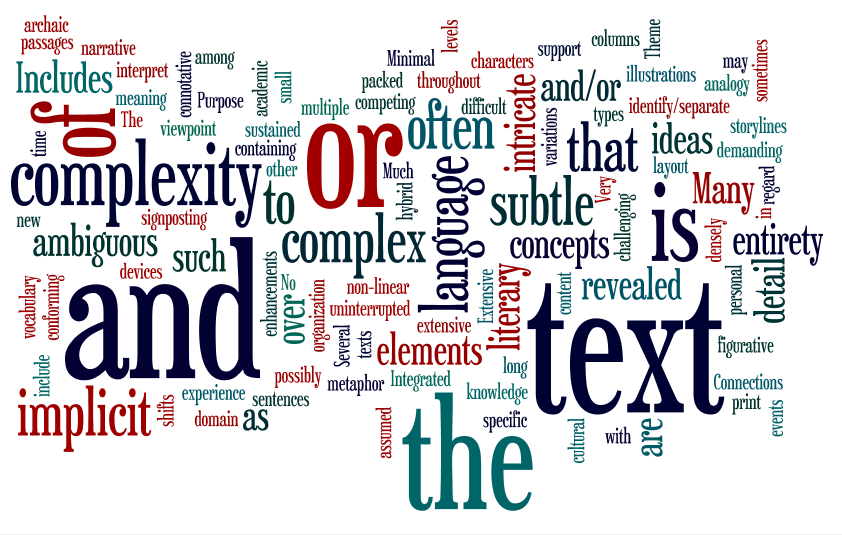 archaic
passages
narrative
Includes
interpret
meaning
The
of
time
connotative
among
Purpose
viewpoint
academic
small
sustained
containing
other
multiple
Minimal
packed
competing
levels
throughout
characters
difficult
often
or
Much
hybrid
language
intricate
support
columns
Theme
and/or
illustrations
analogy
may
sometimes
types
identify/separate
variations
that
ideas
storylines
demanding
layout
complexity
to
complex
subtle
Very
challenging
concepts
is
Many
in regard
densely
entirety
new
signposting
ambiguous
such
devices
vocabulary
conforming
and
enhancements
No
over
organization
non-linear
uninterrupted
extensive
Extensive
literary
content
revealed
personal
detail
figurative
text
Several
texts
elements
include
implicit
shifts
experience
domain
as
sentences
possibly
metaphor
Integrated
long
knowledge
specific
assumed
the
cultural
with
are
Connections
print
events